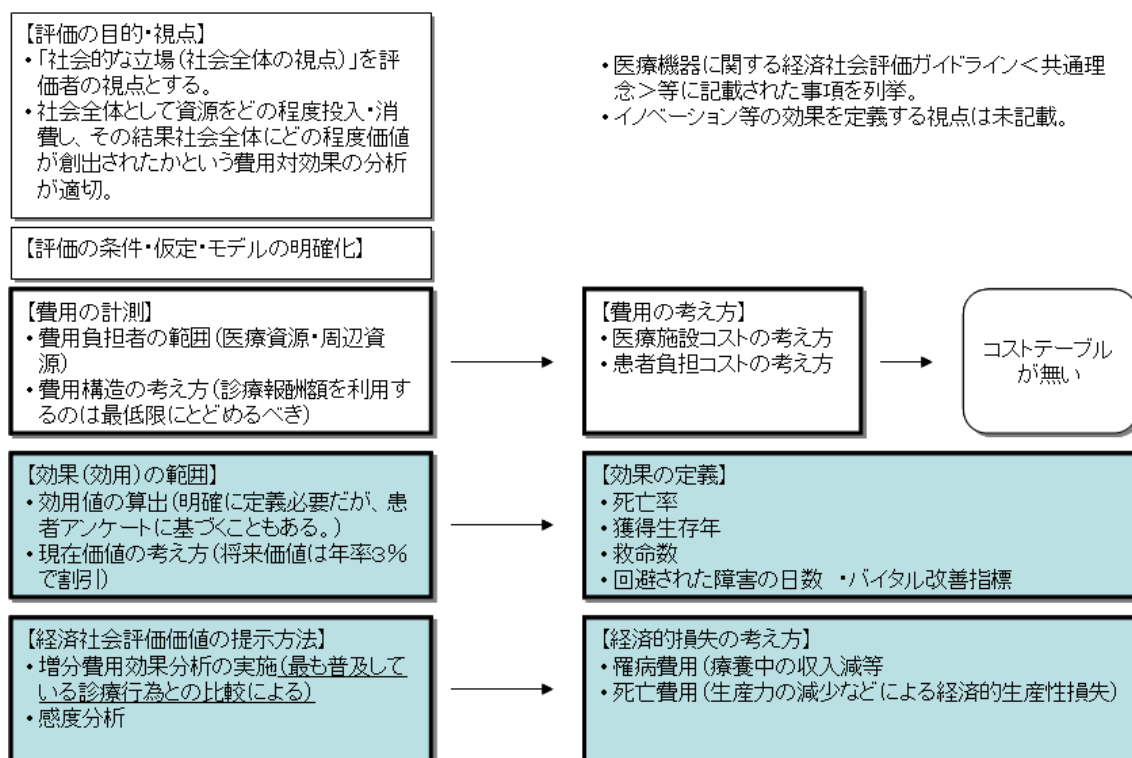 【評価の目的・視点】
・「社会的な立場（社会全体の視点）」を評
価者の視点とする。
・社会全体として資源をどの程度投入・消
費し、その結果社会全体にどの程度価値
が創出されたかという費用対効果の分析
が適切。
・医療機器に関する経済社会評価ガイドライン＜共通理
念＞等に記載された事項を列挙。
・イノベーション等の効果を定義する視点は未記載。
【評価の条件・仮定・モデルの明確化】
【費用の計測】
・費用負担者の範囲（医療資源・周辺資
源）
・費用構造の考え方（診療報酬額を利用す
るのは最低限にとどめるべき）
【費用の考え方】
・医療施設コストの考え方
・患者負担コストの考え方
コストテーブル
が無い
【効果（効用）の範囲】
・効用値の算出（明確に定義必要だが、患
者アンケートに基づくこともある。）
・現在価値の考え方（将来価値は年率３％
で割引）
【効果の定義】
・死亡率
・獲得生存年
・救命数
・回避された障害の日数 ・バイタル改善指標
【経済社会評価価値の提示方法】
・増分費用効果分析の実施（最も普及して
いる診療行為との比較による）
・感度分析
【経済的損失の考え方】
・罹病費用（療養中の収入減等
・死亡費用（生産力の減少などによる経済的生産性損失）